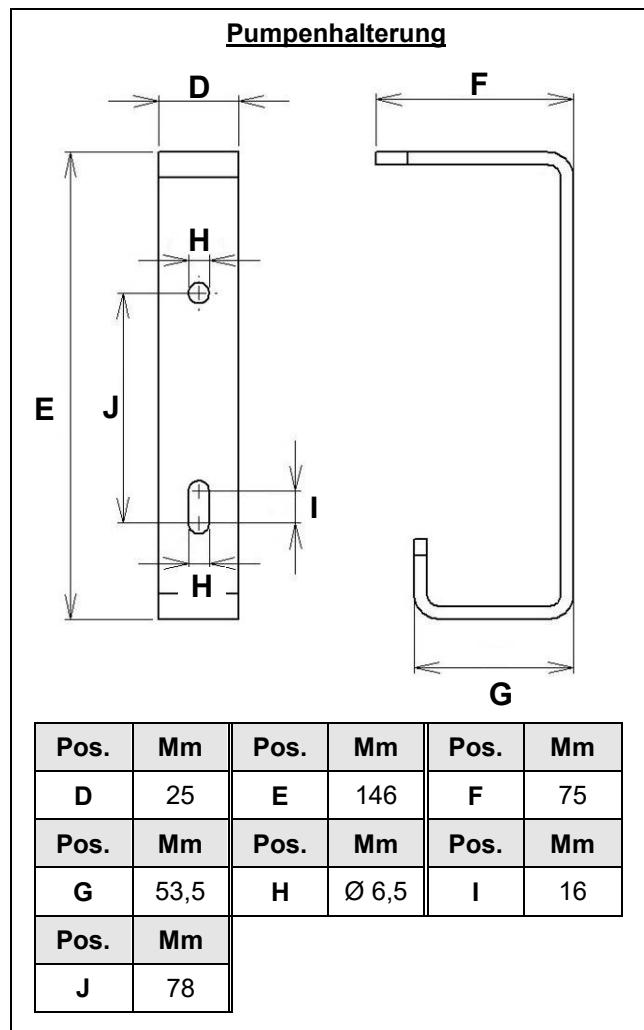 Pumpenhalterung
D
F
H
E
J
I
H
G
Pos. Mm Pos. Mm Pos. Mm
D 25 E 146 F 75
Pos. Mm Pos. Mm Pos. Mm
G 53,5 H Ø 6,5 I 16
Pos. Mm
J 78